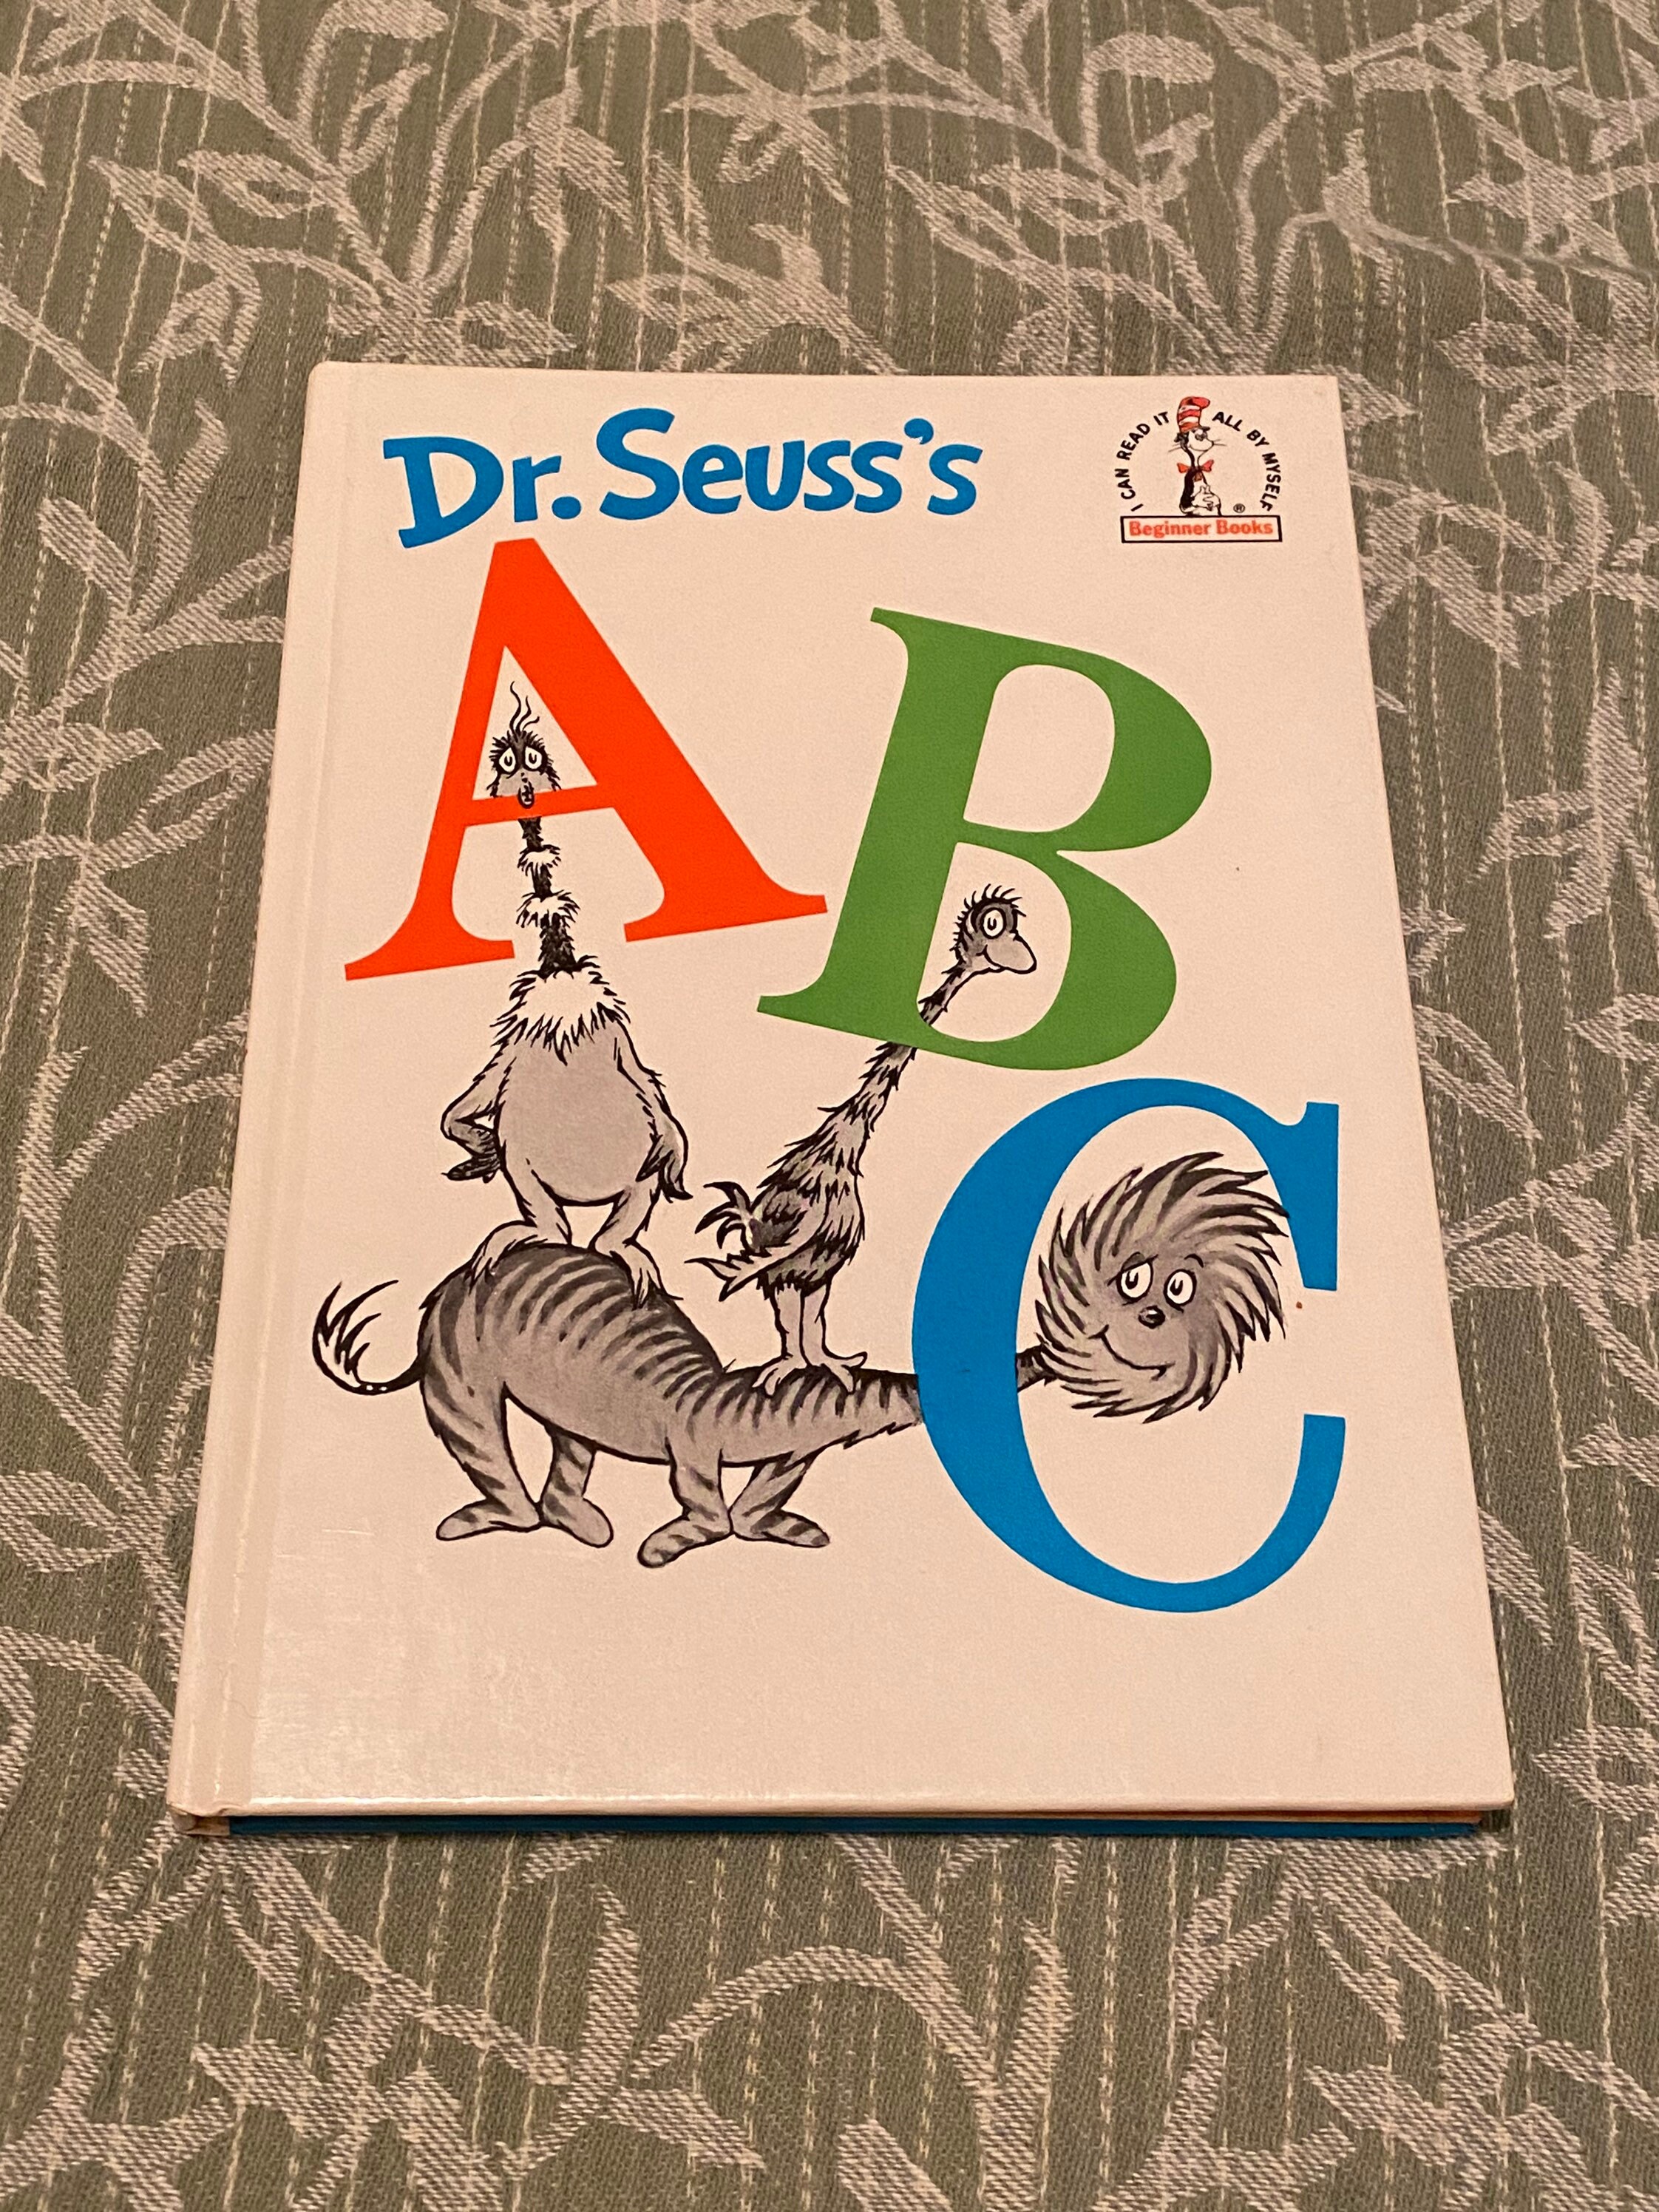 Dr. Seuss's
I CAN READ IT ALL BY MYSELF
®
Beginner Books
A
B
C